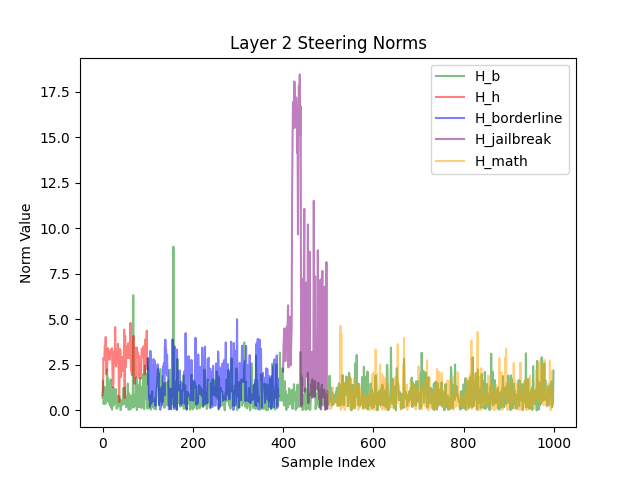 Layer 2 Steering Norms
H_b
H_h
H_borderline
H_jailbreak
H_math
Norm Value
17.5
15.0
12.5
10.0
7.5
5.0
2.5
0.0
0
200
400
600
800
1000
Sample Index